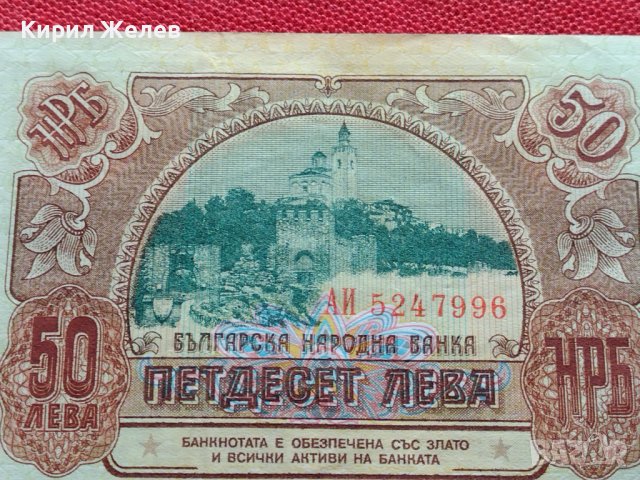 Кирил Желев
НРБ
50
АИ 5247996
БЪЛГАРСКА НАРОДНА БАНКА
ПЕТДЕСЕТ ЛЕВА
50
ЛЕВА
НРБ
БАНКНОТАТА Е ОБЕЗПЕЧЕНА СЪС ЗЛАТО
И ВСИЧКИ АКТИВИ НА БАНКАТА